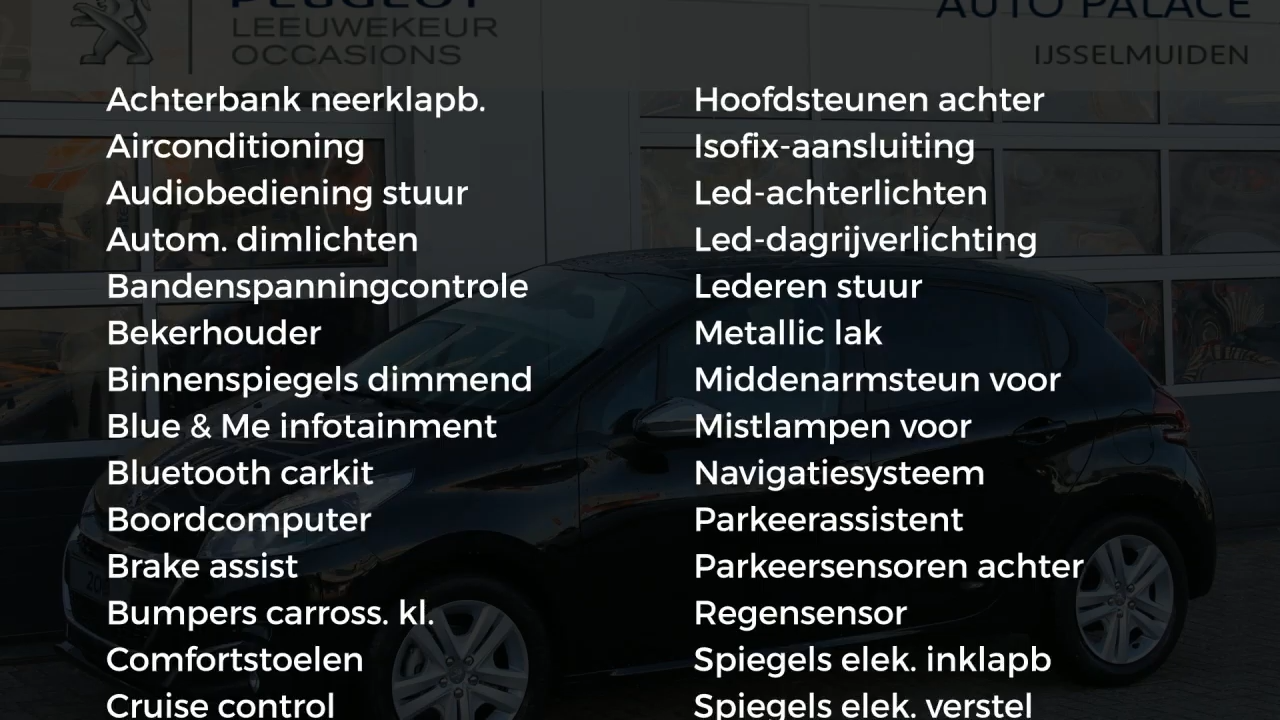 PEUGEOT
LEEUWEKEUR
OCCASIONS
AUTO PALACE
IJSSELMUIDEN
Achterbank neerklapb.
Airconditioning
Audiobediening stuur
Autom. dimlichten
Bandenspanningcontrole
Bekerhouder
Binnenspiegels dimmend
Blue & Me infotainment
Bluetooth carkit
Boordcomputer
Brake assist
Bumpers carross. kl.
Comfortstoelen
Cruise control
Hoofdsteunen achter
Isofix-aansluiting
Led-achterlichten
Led-dagrijverlichting
Lederen stuur
Metallic lak
Middenarmsteun voor
Mistlampen voor
Navigatiesysteem
Parkeerassistent
Parkeersensoren achter
Regensensor
Spiegels elek. inklapb
Spiegels elek. verstel